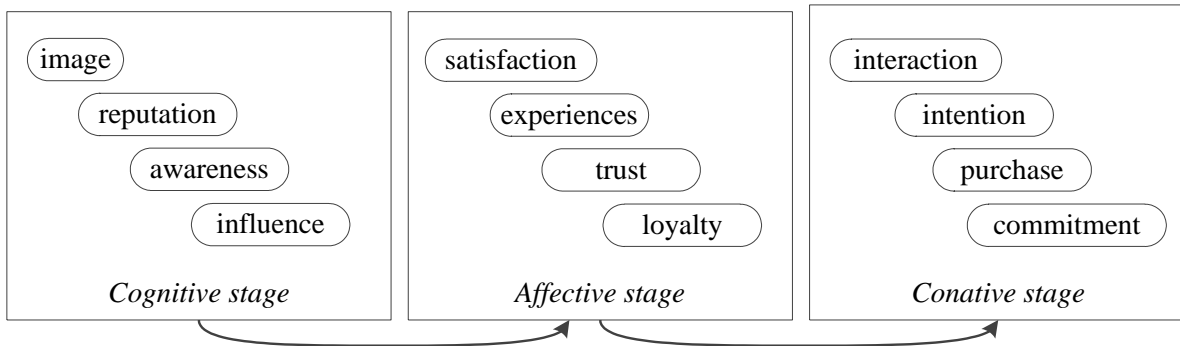 image
reputation
awareness
influence
Cognitive stage
satisfaction
experiences
trust
loyalty
Affective stage
interaction
intention
purchase
commitment
Conative stage